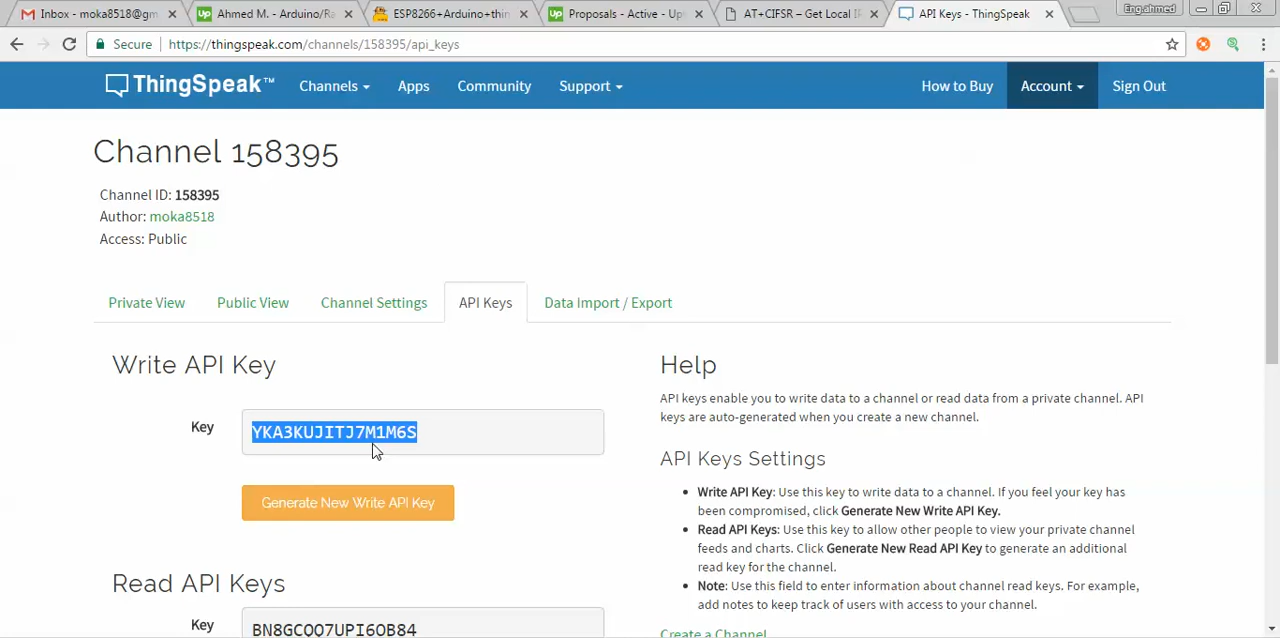 Inbox - moka8518@gm
Ahmed M. - Arduino/Ra
ESP8266+Arduino+thin
Proposals - Active - Up
AT+CIFSR – Get Local I
API Keys - ThingSpeak
Eng.ahmed
Secure
https://thingspeak.com/channels/158395/api_keys
ThingSpeak™
Channels
Apps
Community
Support
How to Buy
Account
Sign Out
Channel 158395
Channel ID: 158395
Author: moka8518
Access: Public
Private View
Public View
Channel Settings
API Keys
Data Import / Export
Write API Key
Key
YKA3KUJITJ7M1M6S
Generate New Write API Key
Read API Keys
Key
BN8GCOO7UPI6OB84
Help
API keys enable you to write data to a channel or read data from a private channel. API
keys are auto-generated when you create a new channel.
API Keys Settings
Write API Key: Use this key to write data to a channel. If you feel your key has
been compromised, click Generate New Write API Key.
Read API Keys: Use this key to allow other people to view your private channel
feeds and charts. Click Generate New Read API Key to generate an additional
read key for the channel.
Note: Use this field to enter information about channel read keys. For example,
add notes to keep track of users with access to your channel.
Create a Channel